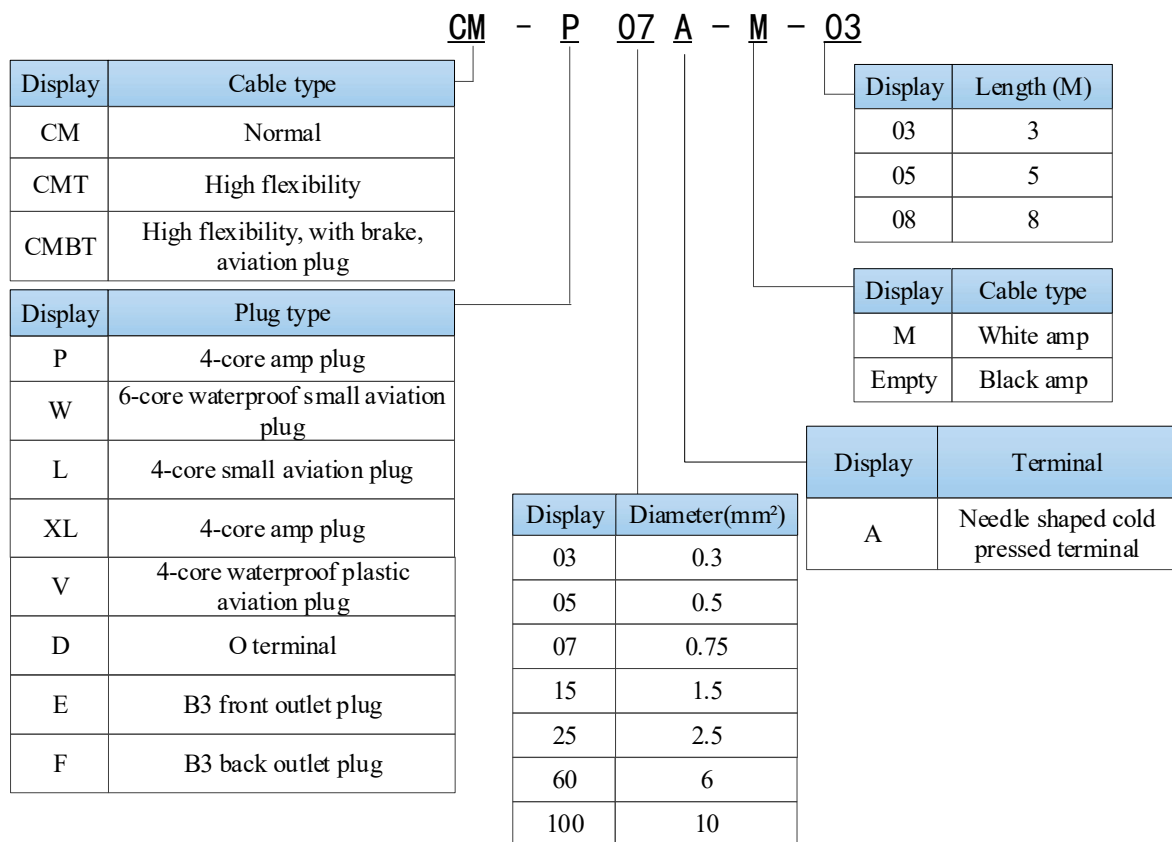 CM - P 07 A - M - 03
Display Cable type
CM Normal
CMT High flexibility
CMBT High flexibility, with brake,
aviation plug
Display Plug type
P 4-core amp plug
W 6-core waterproof small aviation
plug
L 4-core small aviation plug
XL 4-core amp plug
V 4-core waterproof plastic
aviation plug
D O terminal
E B3 front outlet plug
F B3 back outlet plug
Display Diameter(mm²)
03 0.3
05 0.5
07 0.75
15 1.5
25 2.5
60 6
100 10
Display Terminal
A Needle shaped cold
pressed terminal
Display Cable type
M White amp
Empty Black amp
Display Length (M)
03 3
05 5
08 8